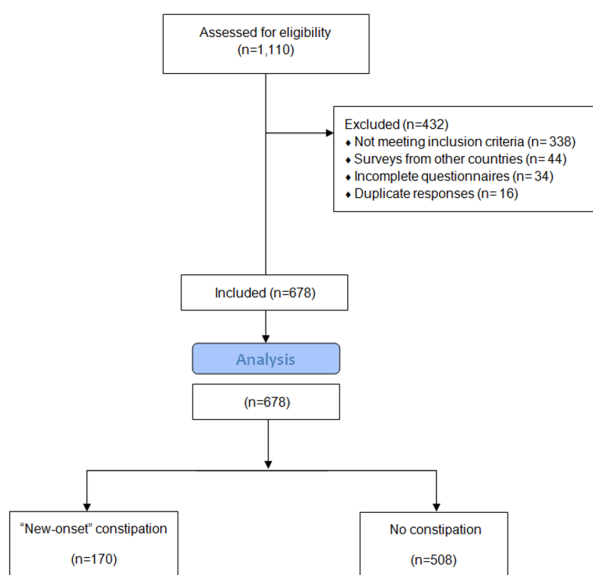 Assessed for eligibility
(n=1,110)
Excluded (n=432)
♦ Not meeting inclusion criteria (n= 338)
♦ Surveys from other countries (n= 44)
♦ Incomplete questionnaires (n= 34)
♦ Duplicate responses (n= 16)
Included (n=678)
Analysis
(n=678)
“New-onset” constipation
(n=170)
No constipation
(n=508)